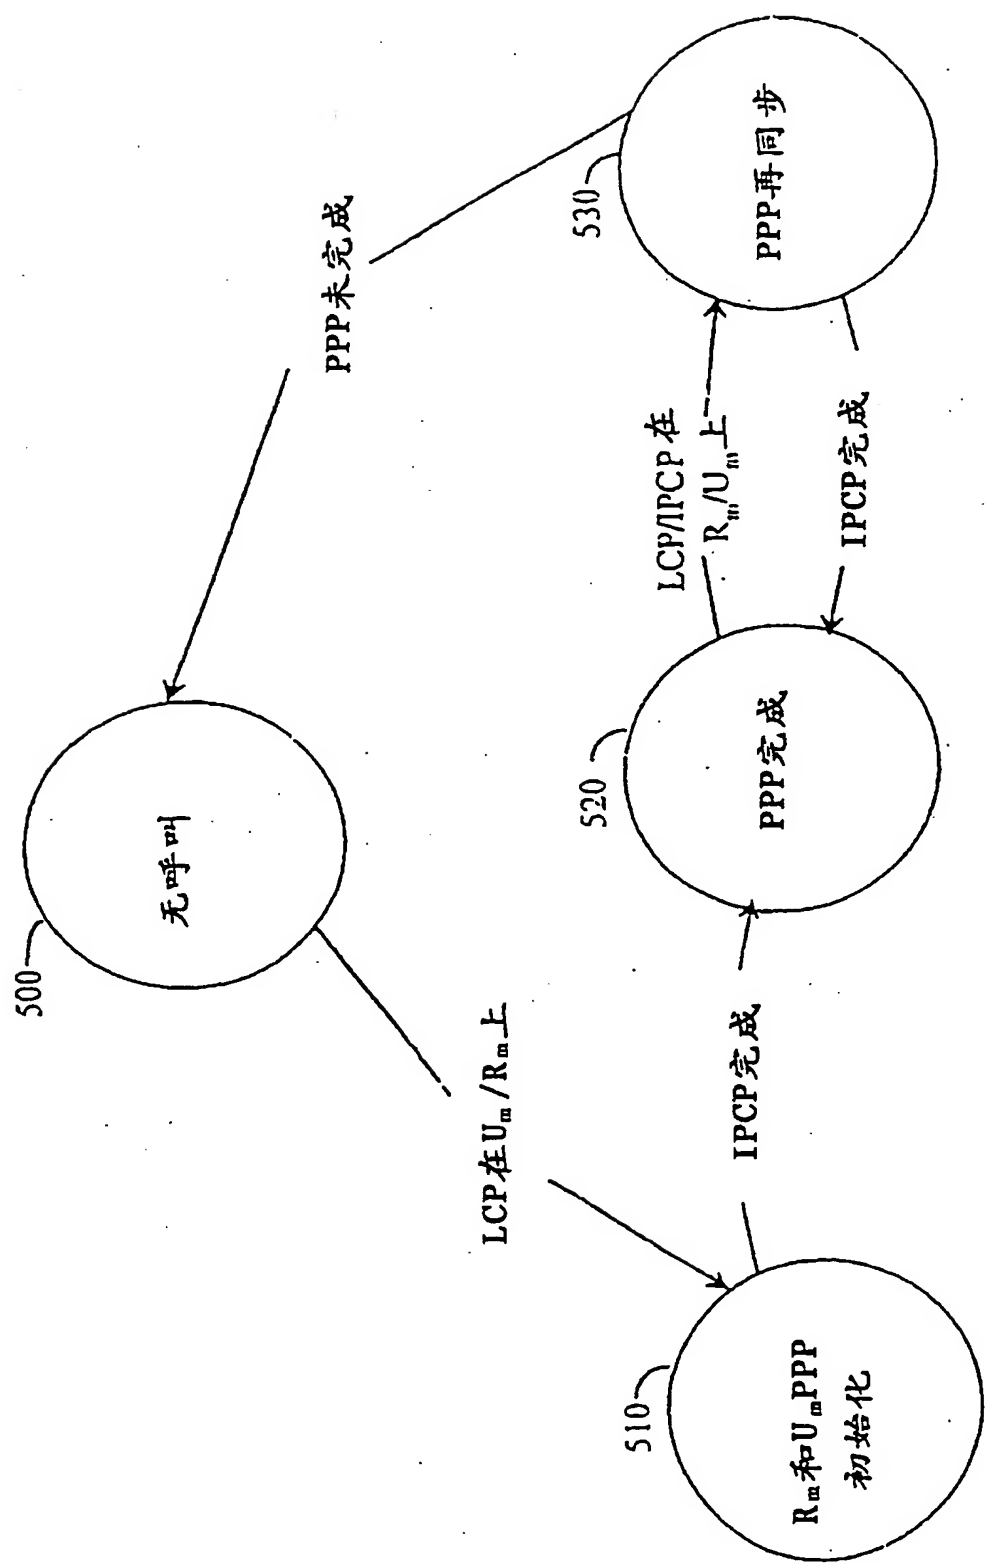 500
无呼叫
LCP在Um/Rm上
PPP未完成
510
Rm和UmPPP
初始化
IPCP完成
520
PPP完成
LCP/IPCP在
Rm/Um上
IPCP完成
530
PPP再同步